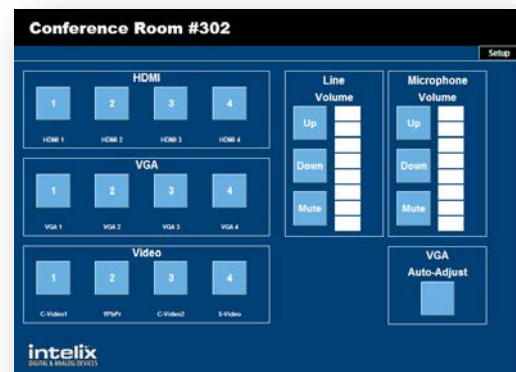 Conference Room #302
Setup
HDMI
1 2 3 4
HDMI 1 HDMI 2 HDMI 3 HDMI 4
VGA
1 2 3 4
VGA 1 VGA 2 VGA 3 VGA 4
Video
1 2 3 4
C-Video1 YPbPr C-Video2 S-Video
Line
Volume
Up
Down
Mute
Microphone
Volume
Up
Down
Mute
VGA
Auto-Adjust
intelix
DIGITAL & ANALOG DEVICES